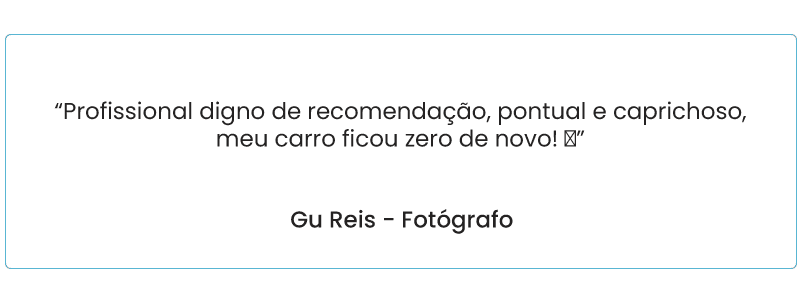 “Profissional digno de recomendação, pontual e caprichoso,
meu carro ficou zero de novo! ”
Gu Reis - Fotógrafo